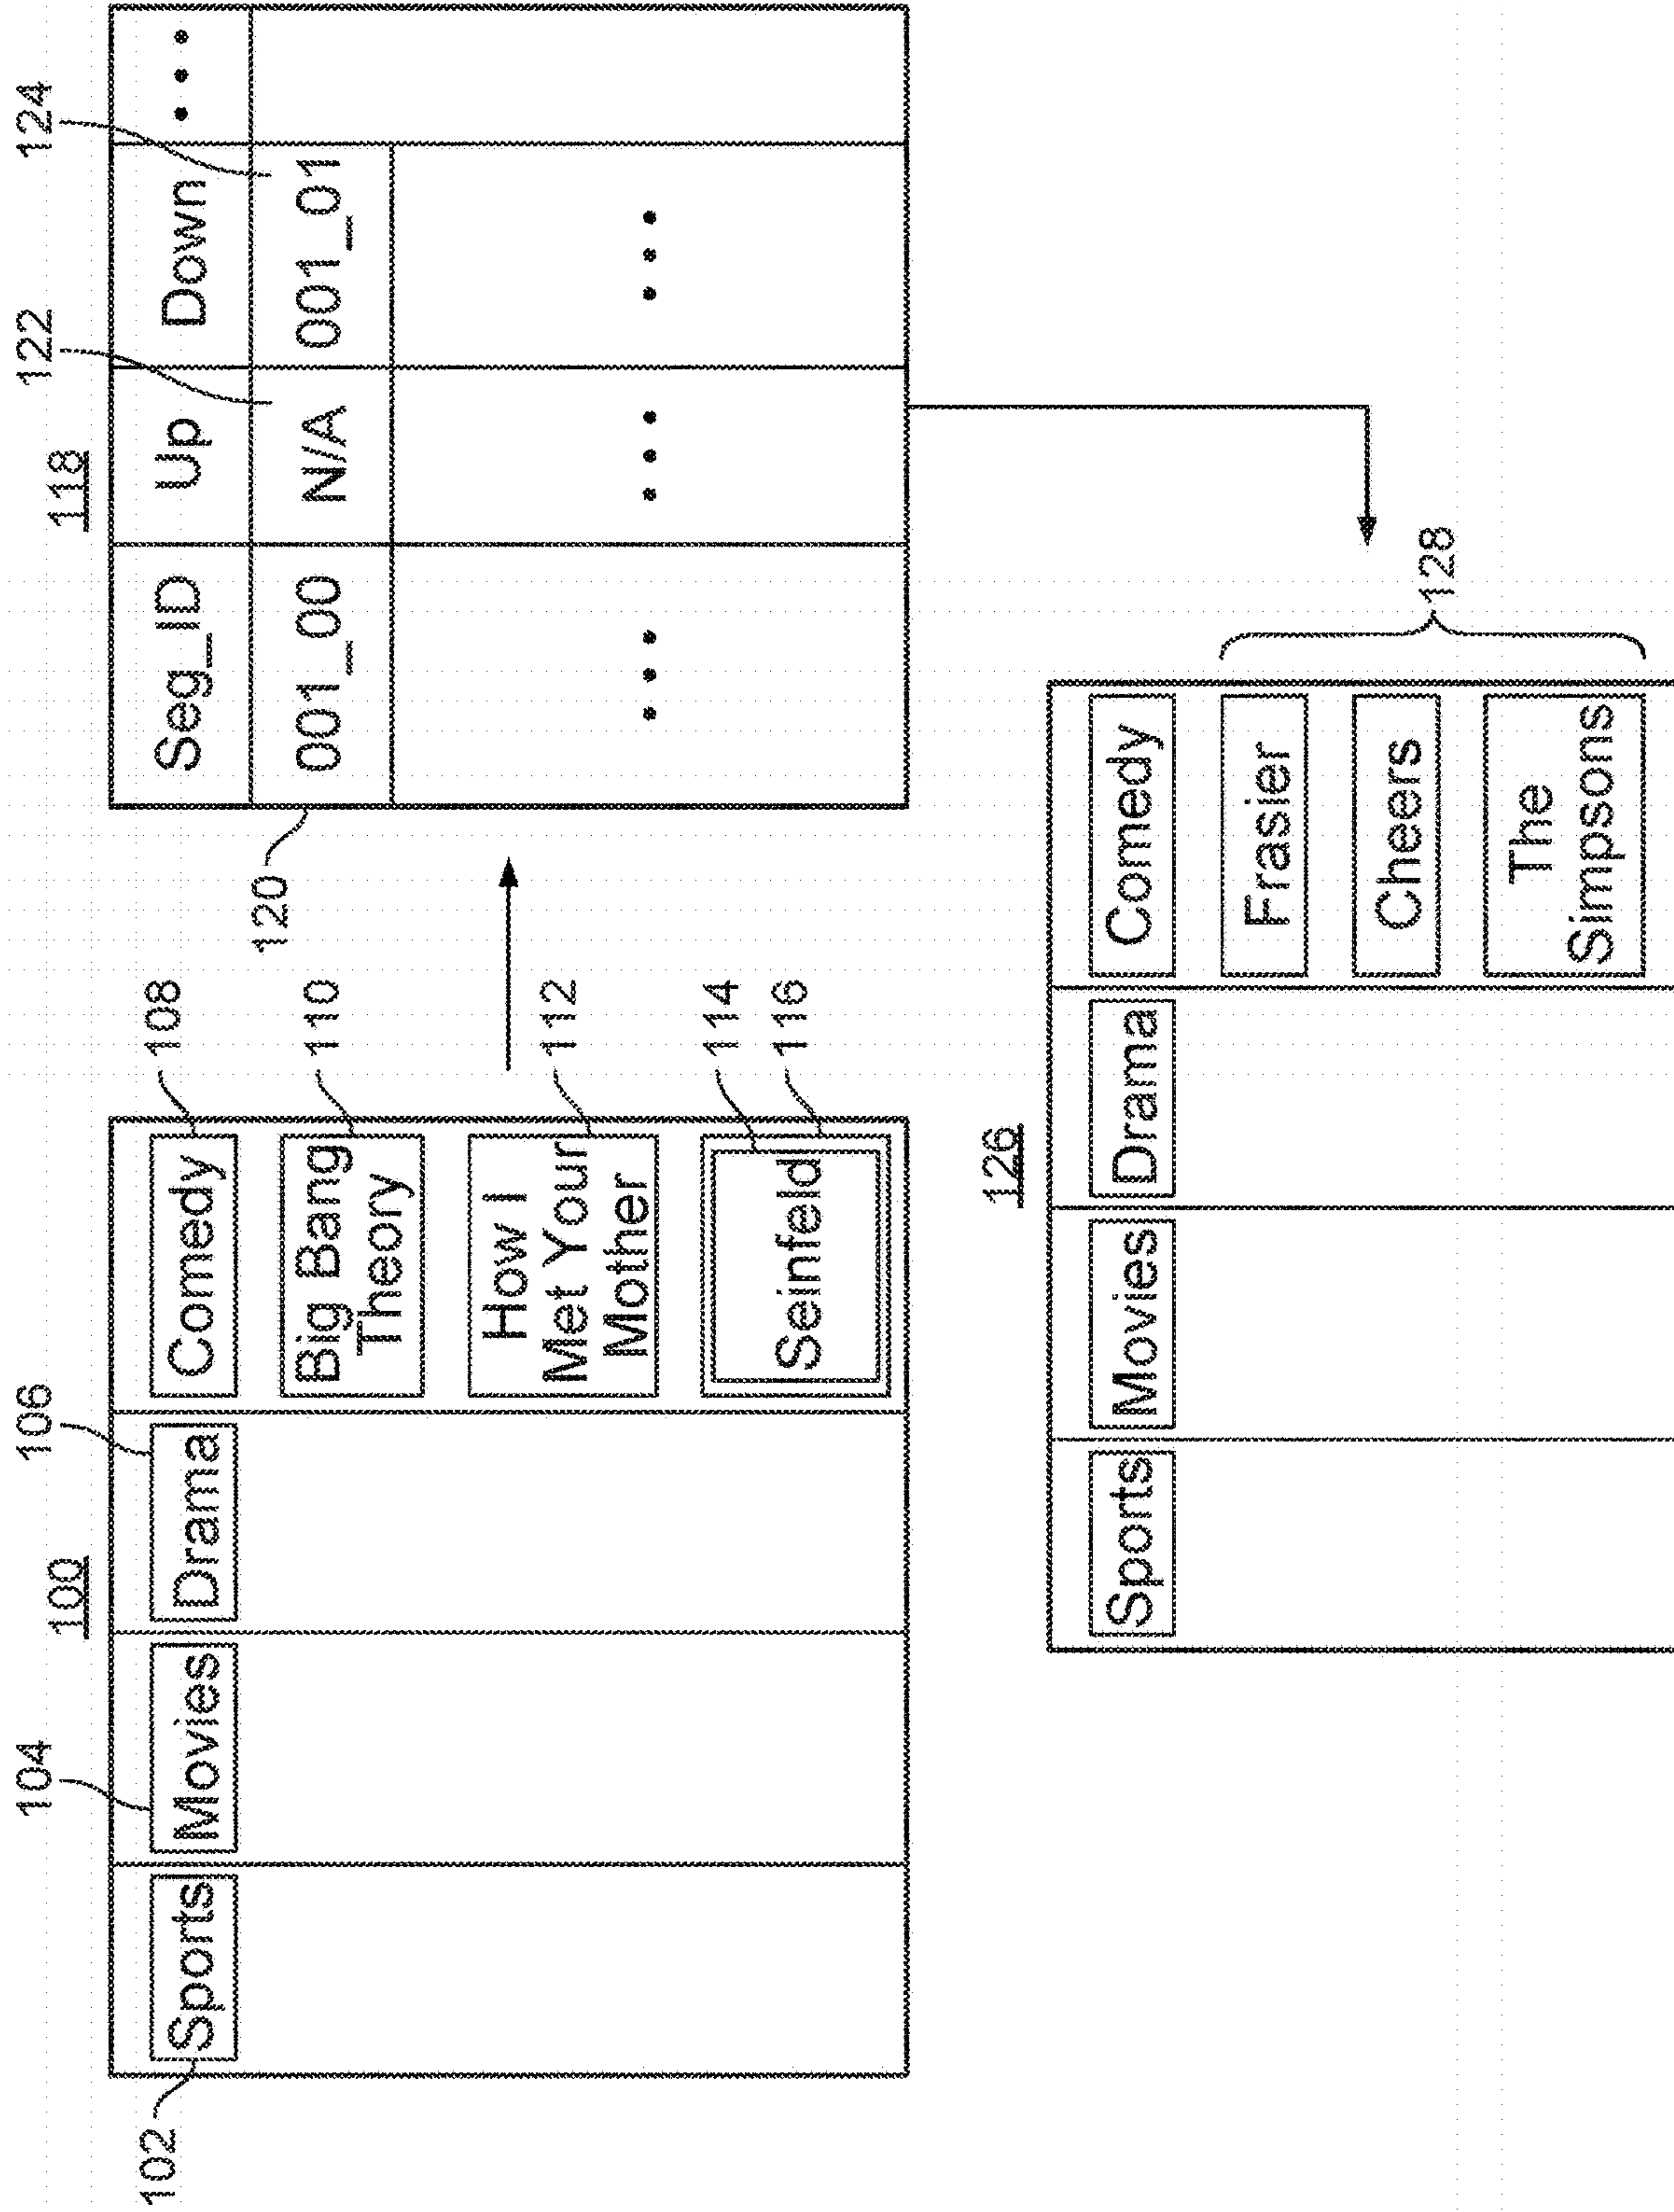 100
102
104
106
Sports
Movies
Drama
Comedy
108
Big Bang
Theory
110
How I
Met Your
Mother
112
Seinfeld
114
116
118
120
122
124
Seg_ID
Up
Down
• • •
001_00
N/A
001_01
• • •
• • •
• • •
126
Sports
Movies
Drama
Comedy
Frasier
Cheers
The
Simpsons
128